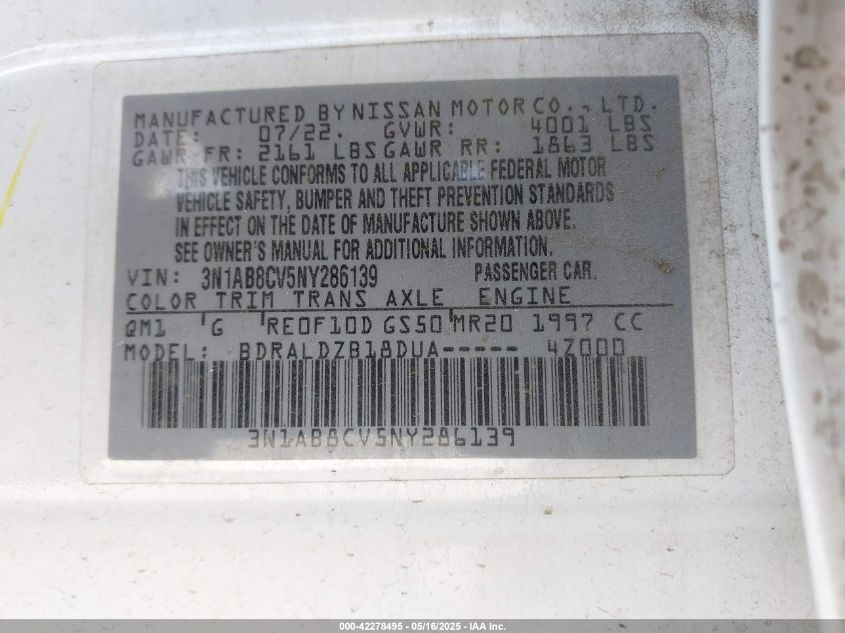 MANUFACTURED BY NISSAN MOTOR CO., LTD.
DATE: 07/22. GVWR: 4001 LBS
GAWR FR: 2161 LBS GAWR RR: 1863 LBS
THIS VEHICLE CONFORMS TO ALL APPLICABLE FEDERAL MOTOR
VEHICLE SAFETY, BUMPER AND THEFT PREVENTION STANDARDS
IN EFFECT ON THE DATE OF MANUFACTURE SHOWN ABOVE.
SEE OWNER'S MANUAL FOR ADDITIONAL INFORMATION.
VIN: 3N1AB8CV5NY286139 PASSENGER CAR.
COLOR TRIM TRANS AXLE ENGINE
QM1 G RE0F10D GS50 MR20 1997 CC
MODEL: BDRALDZB18DUA----- 4Z000
3N1AB8CV5NY286139
000-42278495 - 05/16/2025 - IAA Inc.